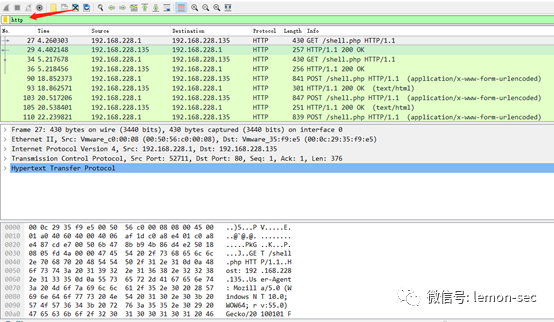 http
No. Time Source Destination Protocol Length Info
27 4.260303 192.168.228.1 192.168.228.135 HTTP 430 GET /shell.php HTTP/1.1
29 4.402148 192.168.228.135 192.168.228.1 HTTP 257 HTTP/1.1 200 OK
34 5.217678 192.168.228.1 192.168.228.135 HTTP 430 GET /shell.php HTTP/1.1
36 5.218456 192.168.228.135 192.168.228.1 HTTP 256 HTTP/1.1 200 OK
90 18.852373 192.168.228.1 192.168.228.135 HTTP 841 POST /shell.php HTTP/1.1 (application/x-www-form-urlencoded)
93 18.862571 192.168.228.135 192.168.228.1 HTTP 301 HTTP/1.1 200 OK (text/html)
103 20.517206 192.168.228.1 192.168.228.135 HTTP 847 POST /shell.php HTTP/1.1 (application/x-www-form-urlencoded)
105 20.538401 192.168.228.135 192.168.228.1 HTTP 251 HTTP/1.1 200 OK (text/html)
110 22.239821 192.168.228.1 192.168.228.135 HTTP 839 POST /shell.php HTTP/1.1 (application/x-www-form-urlencoded)
Frame 27: 430 bytes on wire (3440 bits), 430 bytes captured (3440 bits) on interface 0
Ethernet II, Src: Vmware_c0:00:08 (00:50:56:c0:00:08), Dst: Vmware_35:f9:e5 (00:0c:29:35:f9:e5)
Internet Protocol Version 4, Src: 192.168.228.1, Dst: 192.168.228.135
Transmission Control Protocol, Src Port: 52711, Dst Port: 80, Seq: 1, Ack: 1, Len: 376
Hypertext Transfer Protocol
0000 00 0c 29 35 f9 e5 00 50 56 c0 00 08 08 00 45 00 ..)5...P V.....E.
0010 01 a0 40 60 40 00 40 06 af 1d c0 a8 e4 01 c0 a8 ..@`@.@. ........
0020 e4 87 cd e7 00 50 6b 47 8b b9 4b 86 d4 e2 50 18 .....PkG ..K...P.
0030 08 05 fd 4a 00 00 47 45 54 20 2f 73 68 65 6c 6c ...J..GE T /shell
0040 2e 70 68 70 20 48 54 54 50 2f 31 2e 31 0d 0a 48 .php HTT P/1.1..H
0050 6f 73 74 3a 20 31 39 32 2e 31 36 38 2e 32 32 38 ost: 192 .168.228
0060 2e 31 33 35 0d 0a 55 73 65 72 2d 41 67 65 6e 74 .135..Us er-Agent
0070 3a 20 4d 6f 7a 69 6c 6c 61 2f 35 2e 30 20 28 57 : Mozill a/5.0 (W
0080 69 6e 64 6f 77 73 20 4e 54 20 31 30 2e 30 3b 20 indows N T 10.0;
0090 57 4f 57 36 34 3b 20 72 76 3a 35 35 2e 30 29 20 WOW64; r v:55.0)
00a0 47 65 63 6b 6f 2f 32 30 31 30 30 31 30 31 20 46 Gecko/20 100101 F
微信号: lemon-sec